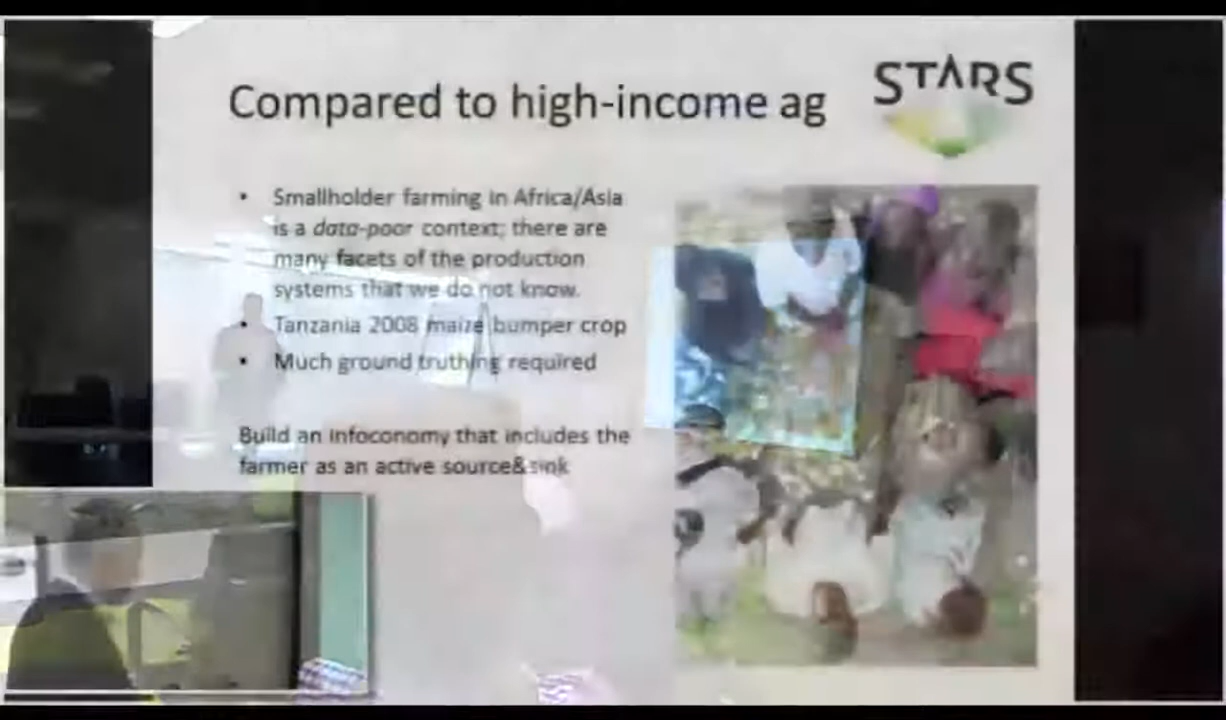 Compared to high-income ag
STARS
• Smallholder farming in Africa/Asia
is a data-poor context; there are
many facets of the production
systems that we do not know.
• Tanzania 2008 maize bumper crop
• Much ground truthing required
Build an Infoconomy that includes the
farmer as an active source&sink